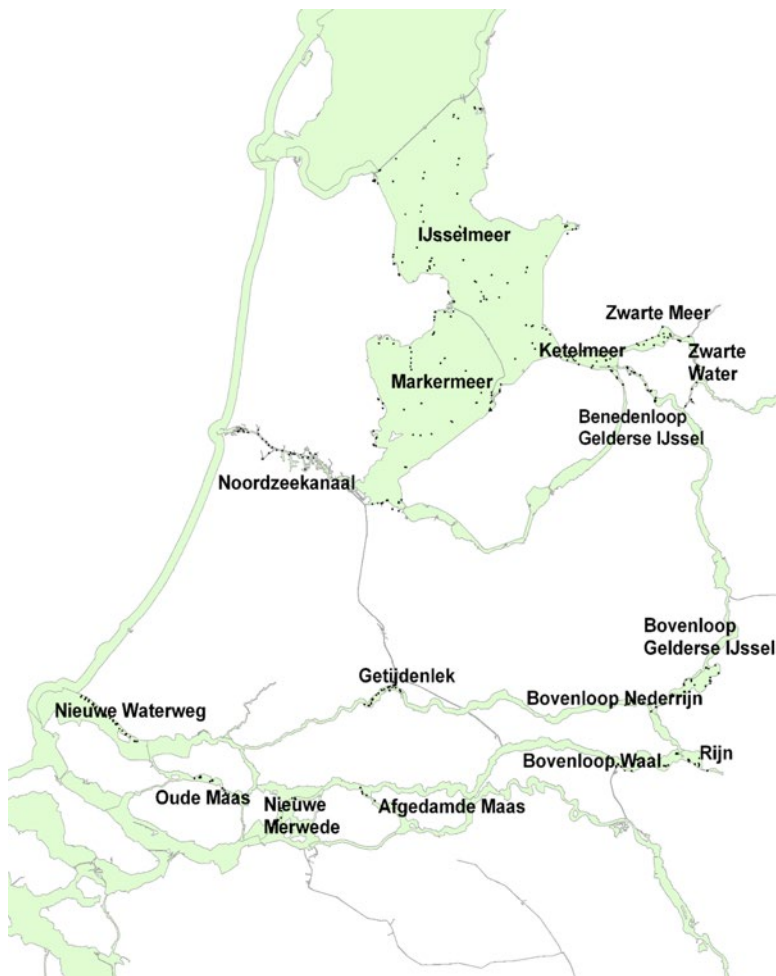 IJsselmeer
Zwarte Meer
Ketelmeer
Zwarte
Water
Markermeer
Benedenloop
Gelderse IJssel
Noordzeekanaal
Bovenloop
Gelderse IJssel
Getijdenlek
Bovenloop Nederrijn
Nieuwe Waterweg
Rijn
Bovenloop Waal
Oude Maas
Nieuwe
Merwede
Afgedamde Maas